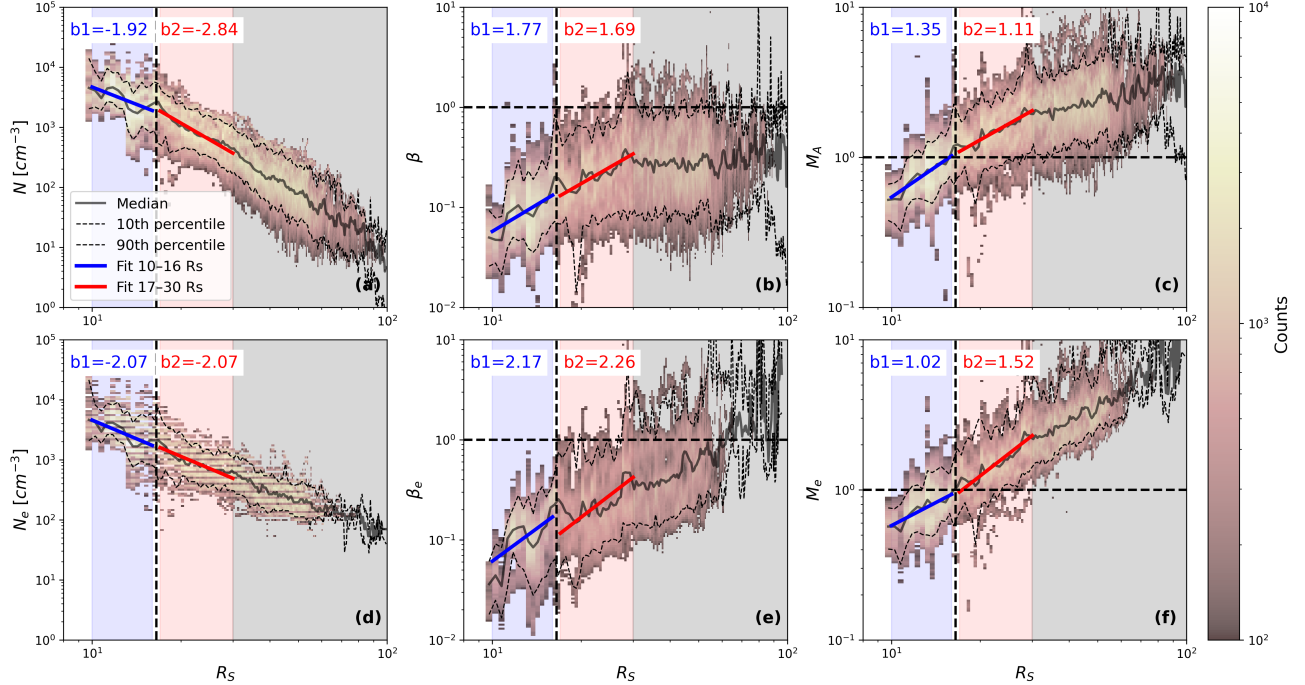 b1=-1.92 b2=-2.84
10^5
10^4
10^3
10^2
10^1
10^0
N [cm^{-3}]
Median
10th percentile
90th percentile
Fit 10–16 Rs
Fit 17–30 Rs
(a)
10^1 10^2
b1=1.77 b2=1.69
10^1
10^0
10^{-1}
10^{-2}
β
(b)
10^1 10^2
b1=1.35 b2=1.11
10^1
10^0
10^{-1}
M_A
(c)
10^1 10^2
b1=-2.07 b2=-2.07
10^5
10^4
10^3
10^2
10^1
10^0
N_e [cm^{-3}]
(d)
10^1 10^2
R_S
b1=2.17 b2=2.26
10^1
10^0
10^{-1}
10^{-2}
β_e
(e)
10^1 10^2
R_S
b1=1.02 b2=1.52
10^1
10^0
10^{-1}
M_e
(f)
10^1 10^2
R_S
10^4
10^3
10^2
Counts